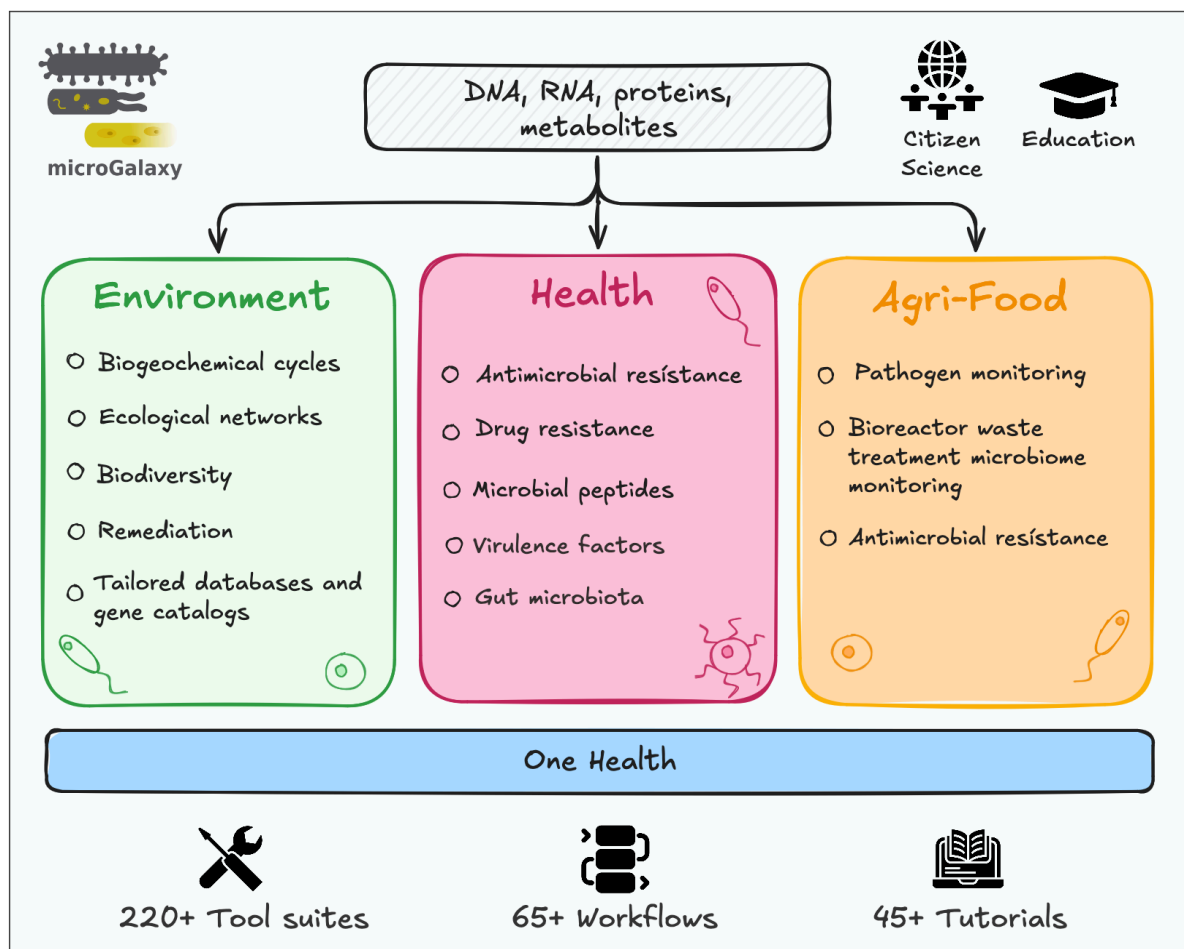 microGalaxy
DNA, RNA, proteins,
metabolites
Citizen
Science
Education
Environment
Biogeochemical cycles
Ecological networks
Biodiversity
Remediation
Tailored databases and
gene catalogs
Health
Antimicrobial resístance
Drug resistance
Microbial peptides
Virulence factors
Gut microbiota
Agri-Food
Pathogen monitoring
Bioreactor waste
treatment microbiome
monitoring
Antimicrobial resístance
One Health
220+ Tool suites
65+ Workflows
45+ Tutorials